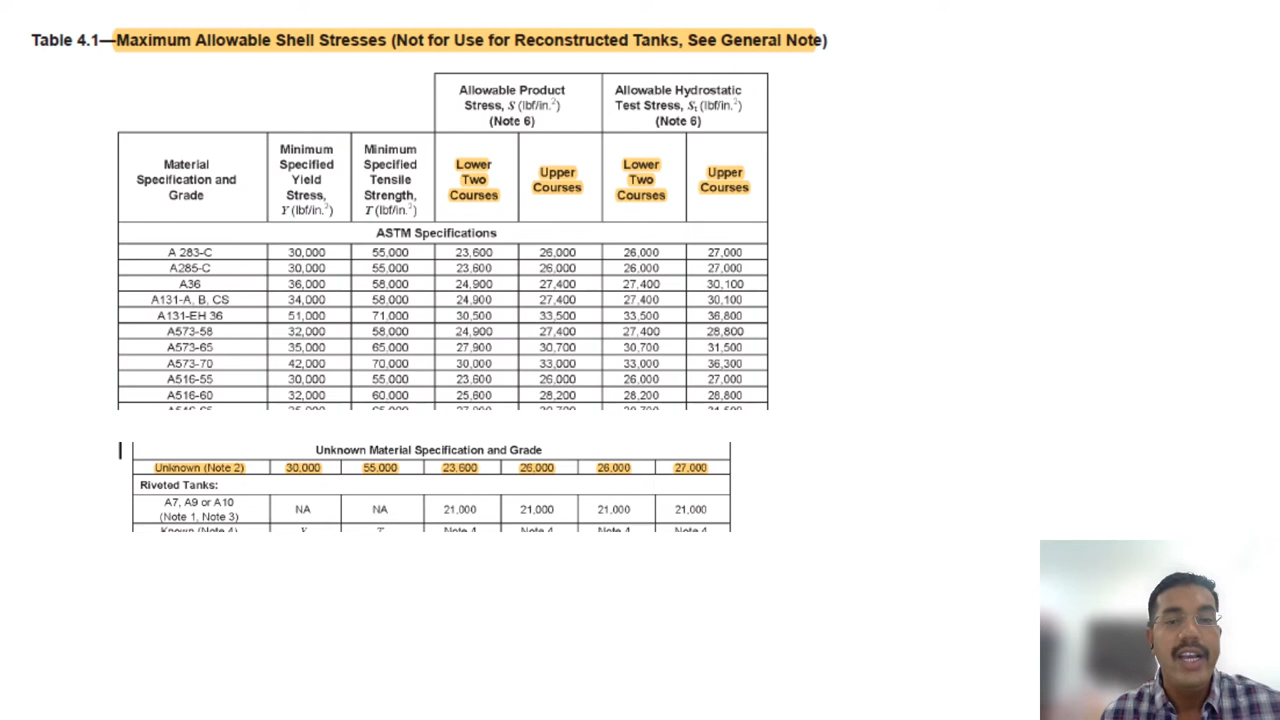 Table 4.1—Maximum Allowable Shell Stresses (Not for Use for Reconstructed Tanks, See General Note)
Allowable Product Stress, S (lbf/in.²) (Note 6) Allowable Hydrostatic Test Stress, St (lbf/in.²) (Note 6)
Material Specification and Grade Minimum Specified Yield Stress, Y (lbf/in.²) Minimum Specified Tensile Strength, T (lbf/in.²) Lower Two Courses Upper Courses Lower Two Courses Upper Courses
ASTM Specifications
A 283-C 30,000 55,000 23,600 26,000 26,000 27,000
A285-C 30,000 55,000 23,600 26,000 26,000 27,000
A36 36,000 58,000 24,900 27,400 27,400 30,100
A131-A, B, CS 34,000 58,000 24,900 27,400 27,400 30,100
A131-EH 36 51,000 71,000 30,500 33,500 33,500 36,800
A573-58 32,000 58,000 24,900 27,400 27,400 28,800
A573-65 35,000 65,000 27,900 30,700 30,700 31,500
A573-70 42,000 70,000 30,000 33,000 33,000 36,300
A516-55 30,000 55,000 23,600 26,000 26,000 27,000
A516-60 32,000 60,000 25,600 28,200 28,200 28,800
Unknown Material Specification and Grade
Unknown (Note 2) 30,000 55,000 23,600 26,000 26,000 27,000
Riveted Tanks:
A7, A9 or A10 (Note 1, Note 3) NA NA 21,000 21,000 21,000 21,000
Known (Note 4) Y T Note 4 Note 4 Note 4 Note 4